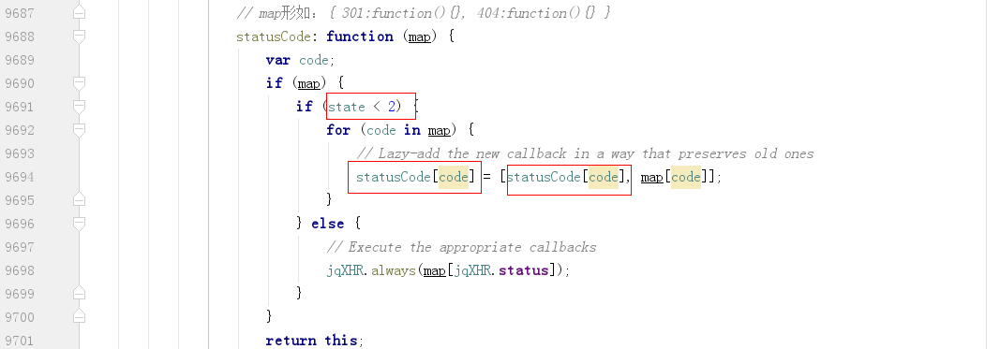 9687 // map形如：{ 301:function(){}, 404:function(){} }
9688 statusCode: function (map) {
9689 var code;
9690 if (map) {
9691 if (state < 2) {
9692 for (code in map) {
9693 // Lazy-add the new callback in a way that preserves old ones
9694 statusCode[code] = [statusCode[code], map[code]];
9695 }
9696 } else {
9697 // Execute the appropriate callbacks
9698 jqXHR.always(map[jqXHR.status]);
9699 }
9700 }
9701 return this;